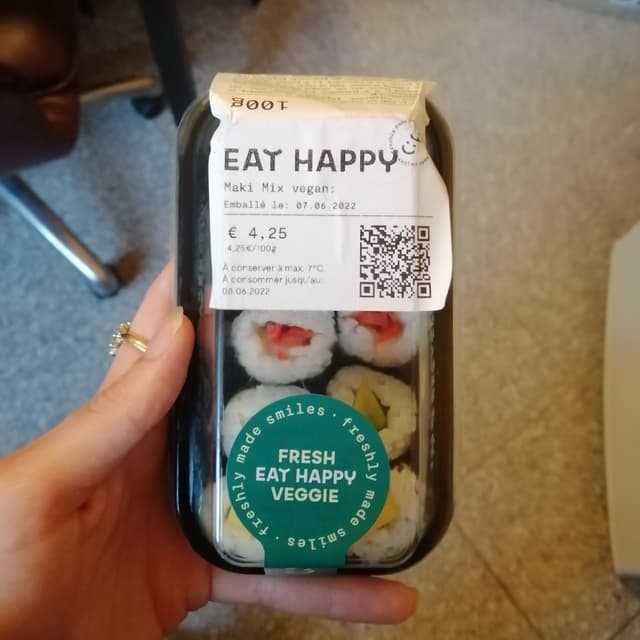 100g
EAT HAPPY
Maki Mix vegan:
Emballé le: 07.06.2022
€ 4,25
4,25€/100g
À conserver à max. 7°C.
À consommer jusqu'au:
08.06.2022
freshly made smiles · freshly made smiles ·
FRESH
EAT HAPPY
VEGGIE